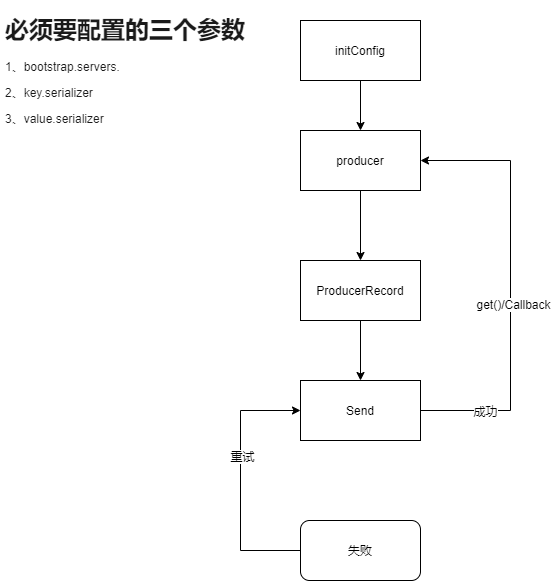 必须要配置的三个参数
1、bootstrap.servers.
2、key.serializer
3、value.serializer
initConfig
producer
ProducerRecord
get()/Callback
Send
成功
重试
失败